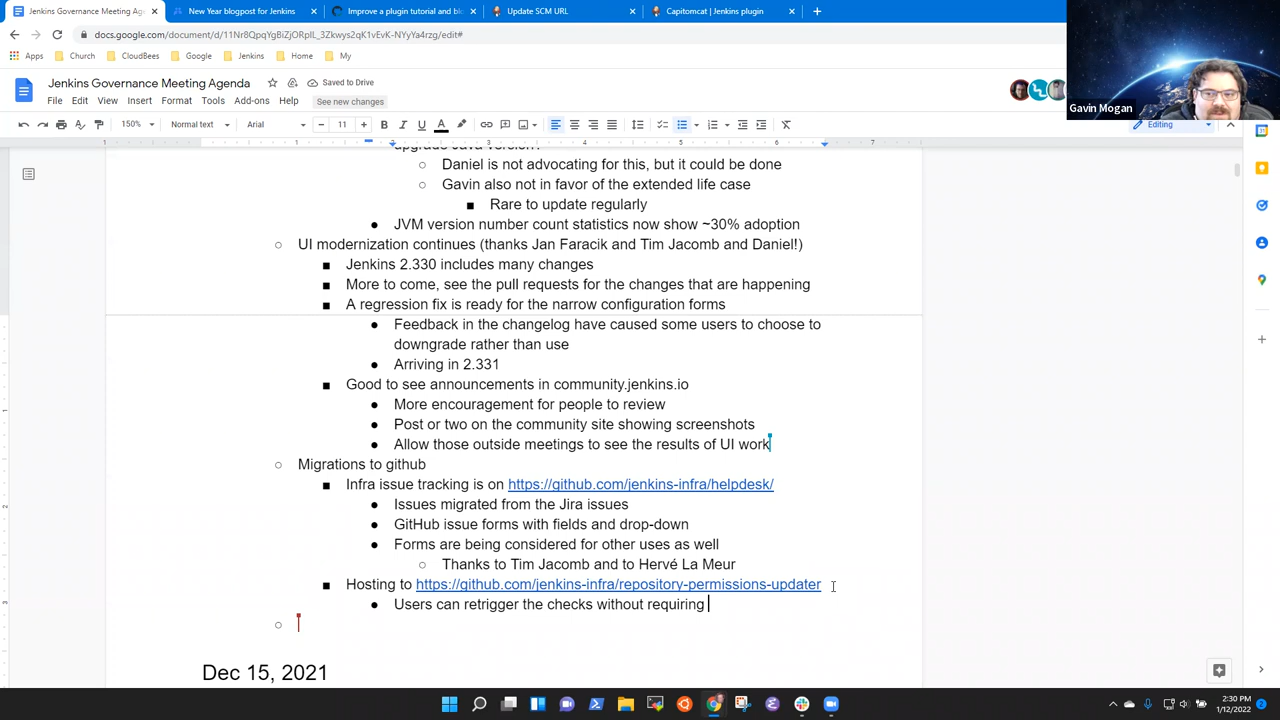 Jenkins Governance Meeting Age
New Year blogpost for Jenkins
Improve a plugin tutorial and blo
Update SCM URL
Capitomcat | Jenkins plugin
docs.google.com/document/d/11Nr8QpqYgBiZjORpIL_3Zkwys2qK1vEvK-NYyYa4rzg/edit#
Apps
Church
CloudBees
Google
Jenkins
Home
My
Jenkins Governance Meeting Agenda
Saved to Drive
File Edit View Insert Format Tools Add-ons Help
See new changes
150%
Normal text
Arial
11
Editing
Gavin Mogan
upgrade Java version?
Daniel is not advocating for this, but it could be done
Gavin also not in favor of the extended life case
Rare to update regularly
JVM version number count statistics now show ~30% adoption
UI modernization continues (thanks Jan Faracik and Tim Jacomb and Daniel!)
Jenkins 2.330 includes many changes
More to come, see the pull requests for the changes that are happening
A regression fix is ready for the narrow configuration forms
Feedback in the changelog have caused some users to choose to
downgrade rather than use
Arriving in 2.331
Good to see announcements in community.jenkins.io
More encouragement for people to review
Post or two on the community site showing screenshots
Allow those outside meetings to see the results of UI work
Migrations to github
Infra issue tracking is on https://github.com/jenkins-infra/helpdesk/
Issues migrated from the Jira issues
GitHub issue forms with fields and drop-down
Forms are being considered for other uses as well
Thanks to Tim Jacomb and to Hervé La Meur
Hosting to https://github.com/jenkins-infra/repository-permissions-updater
Users can retrigger the checks without requiring
Dec 15, 2021
2:30 PM
1/12/2022